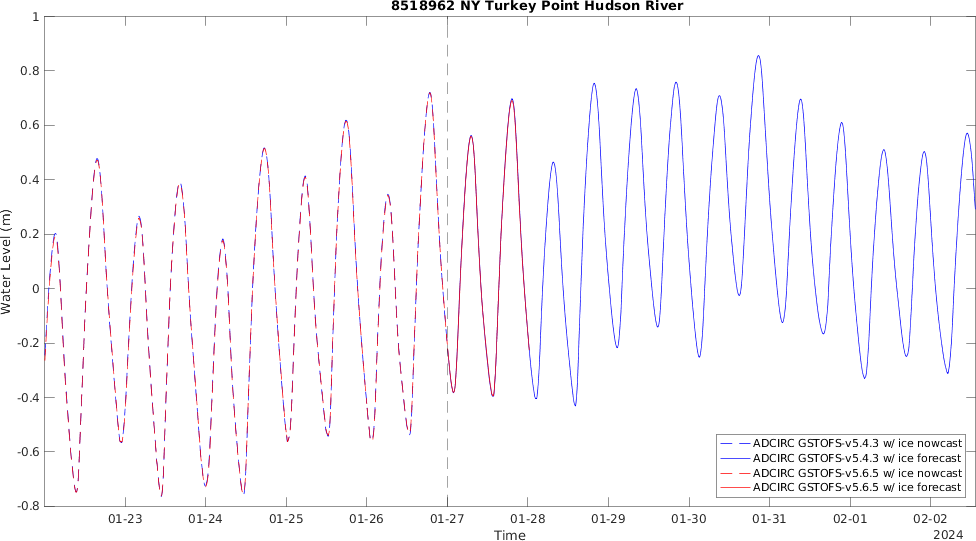 8518962 NY Turkey Point Hudson River
Water Level (m)
1
0.8
0.6
0.4
0.2
0
-0.2
-0.4
-0.6
-0.8
ADCIRC GSTOFS-v5.4.3 w/ ice nowcast
ADCIRC GSTOFS-v5.4.3 w/ ice forecast
ADCIRC GSTOFS-v5.6.5 w/ ice nowcast
ADCIRC GSTOFS-v5.6.5 w/ ice forecast
01-23 01-24 01-25 01-26 01-27 01-28 01-29 01-30 01-31 02-01 02-02
Time
2024